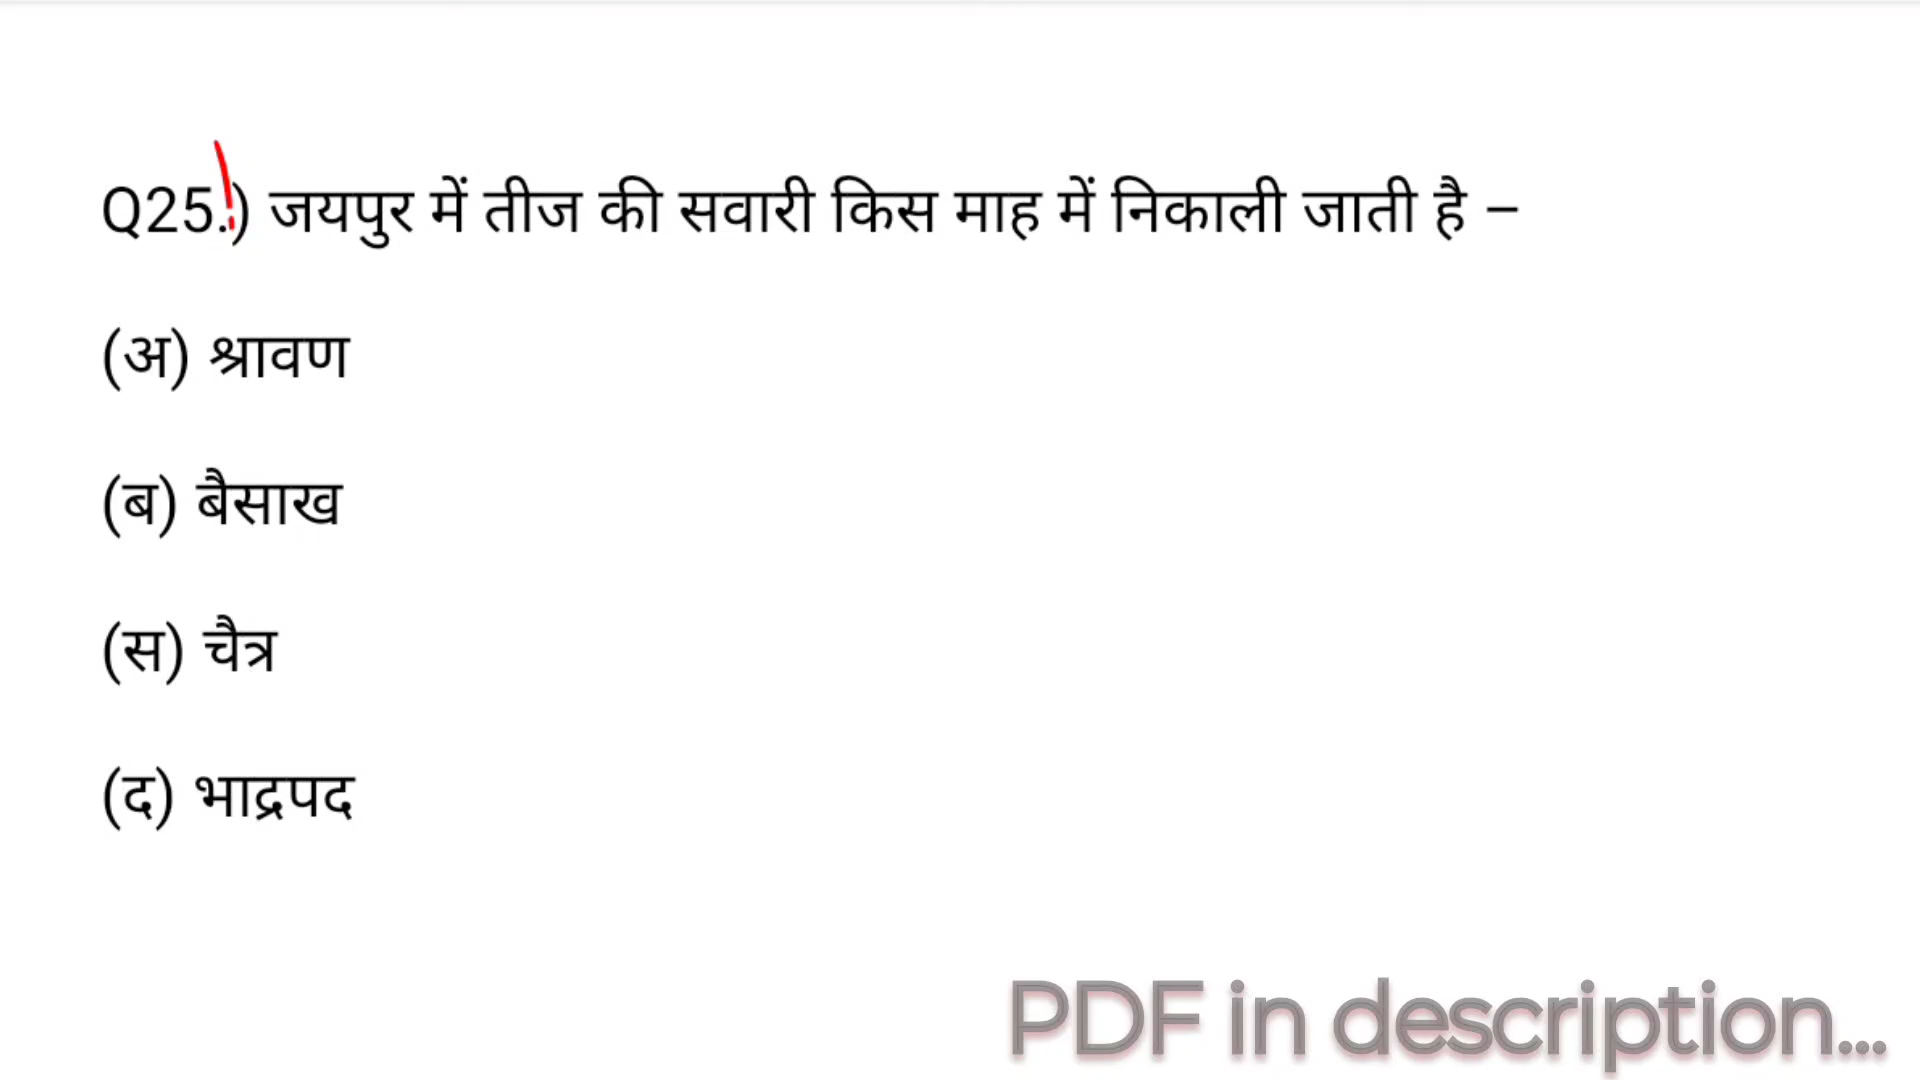 Q25.) जयपुर में तीज की सवारी किस माह में निकाली जाती है –
(अ) श्रावण
(ब) बैसाख
(स) चैत्र
(द) भाद्रपद
PDF in description...